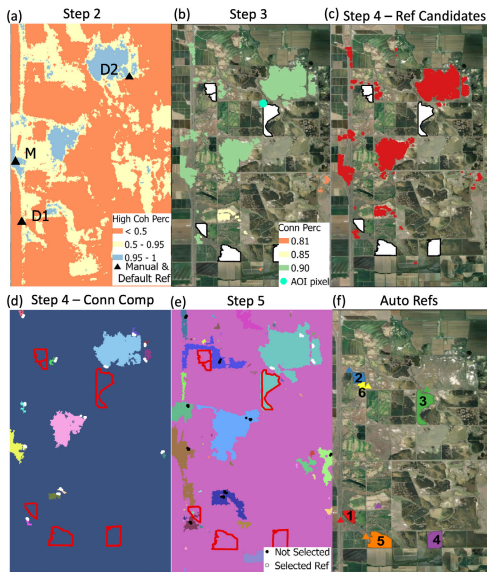 (a) Step 2
D2
M
D1
High Coh Perc
< 0.5
0.5 - 0.95
0.95 - 1
Manual &
Default Ref
(b) Step 3
Conn Perc
0.81
0.85
0.90
AOI pixel
(c) Step 4 – Ref Candidates
(d) Step 4 – Conn Comp
(e) Step 5
Not Selected
Selected Ref
(f) Auto Refs
2
6
3
1
5
4